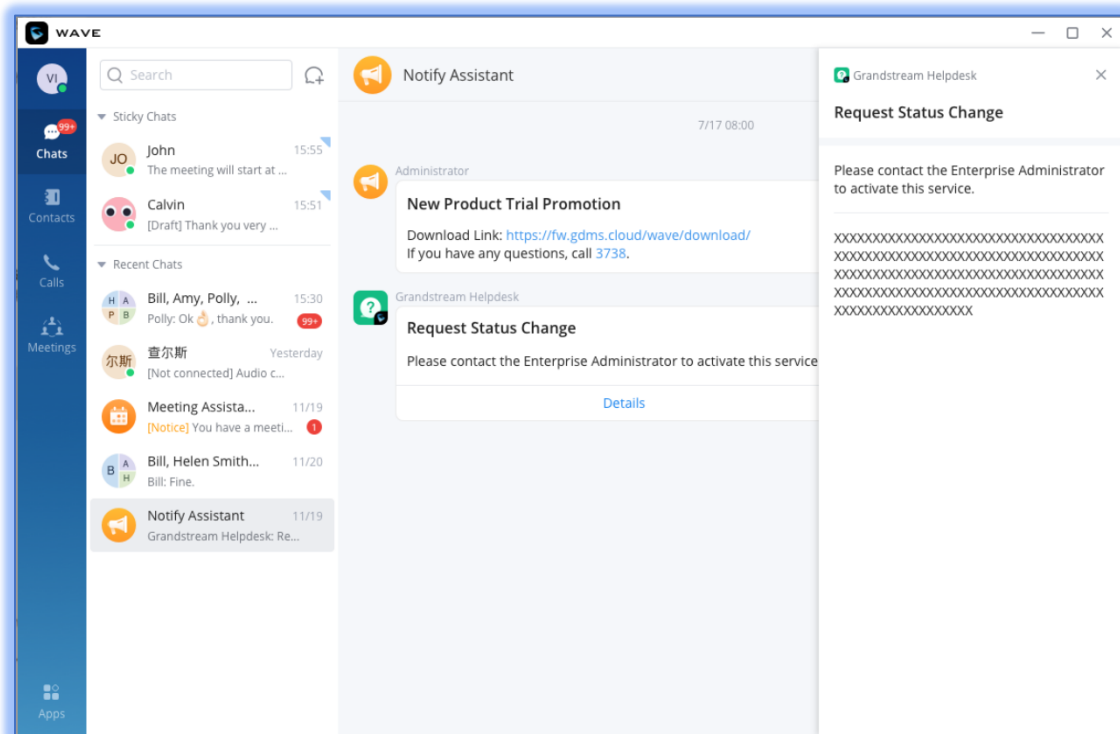 WAVE
VI
99+
Chats
Contacts
Calls
Meetings
Apps
Search
Sticky Chats
JO
John
15:55
The meeting will start at ...
Calvin
15:51
[Draft] Thank you very ...
Recent Chats
H A
P B
Bill, Amy, Polly, ...
15:30
Polly: Ok👌🏻, thank you.
99+
尔斯
查尔斯
Yesterday
[Not connected] Audio c...
Meeting Assista...
11/19
[Notice] You have a meeti...
1
B A
H
Bill, Helen Smith...
11/20
Bill: Fine.
Notify Assistant
11/19
Grandstream Helpdesk: Re...
Notify Assistant
7/17 08:00
Administrator
New Product Trial Promotion
Download Link: https://fw.gdms.cloud/wave/download/
If you have any questions, call 3738.
Grandstream Helpdesk
Request Status Change
Please contact the Enterprise Administrator to activate this service
Details
Grandstream Helpdesk
Request Status Change
Please contact the Enterprise Administrator
to activate this service.
XXXXXXXXXXXXXXXXXXXXXXXXXXXXXXXXXXX
XXXXXXXXXXXXXXXXXXXXXXXXXXXXXXXXXXX
XXXXXXXXXXXXXXXXXXXXXXXXXXXXXXXXXXX
XXXXXXXXXXXXXXXXXXXXXXXXXXXXXXXXXXX
XXXXXXXXXXXXXXXXXX